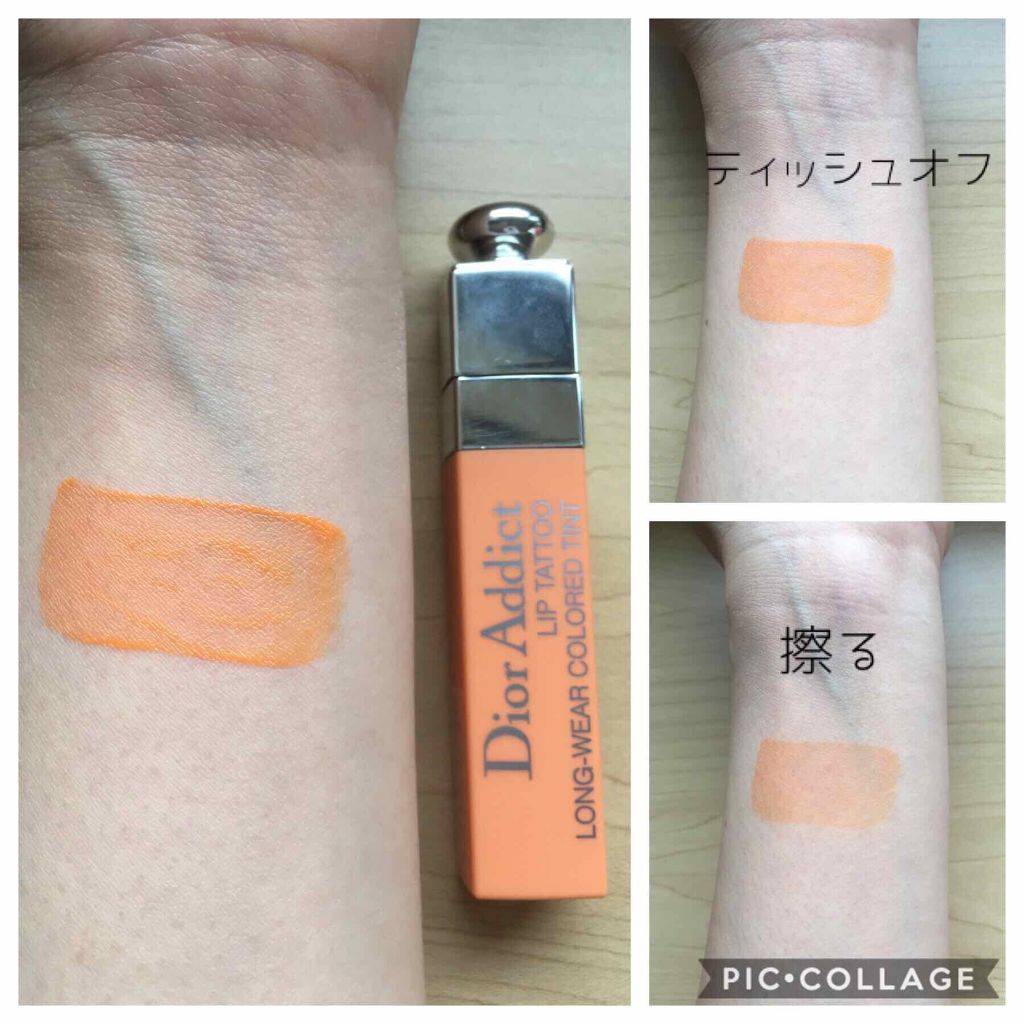 Dior Addict
LIP TATTOO
LONG-WEAR COLORED TINT
ティッシュオフ
擦る
PIC•COLLAGE